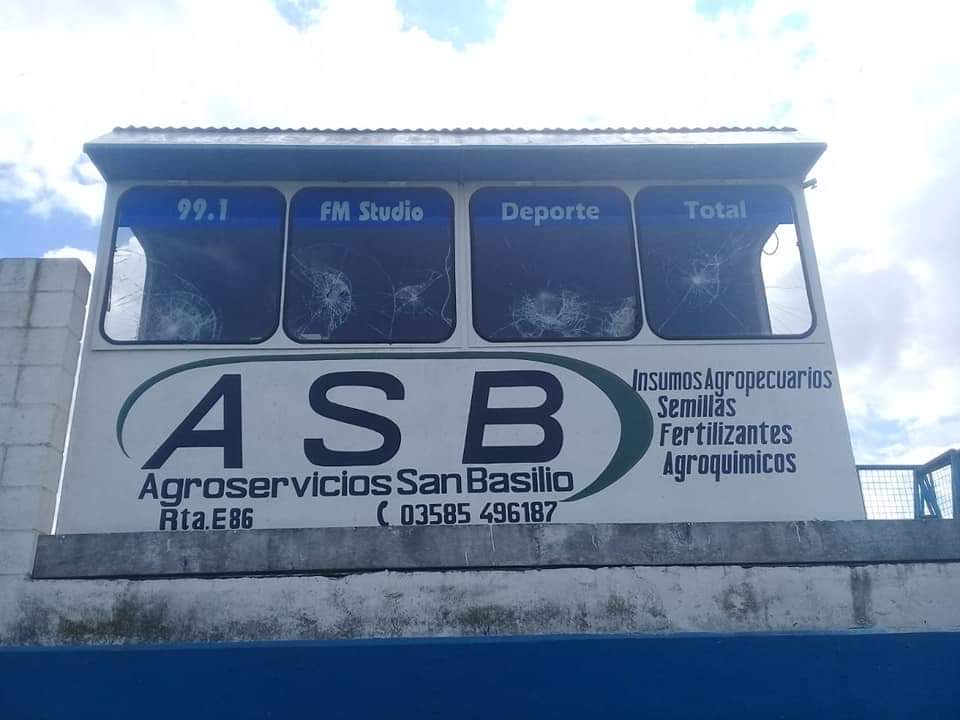 99.1 FM Studio Deporte Total
ASB
Agroservicios San Basilio
Rta.E86 03585 496187
Insumos Agropecuarios
Semillas
Fertilizantes
Agroquimicos